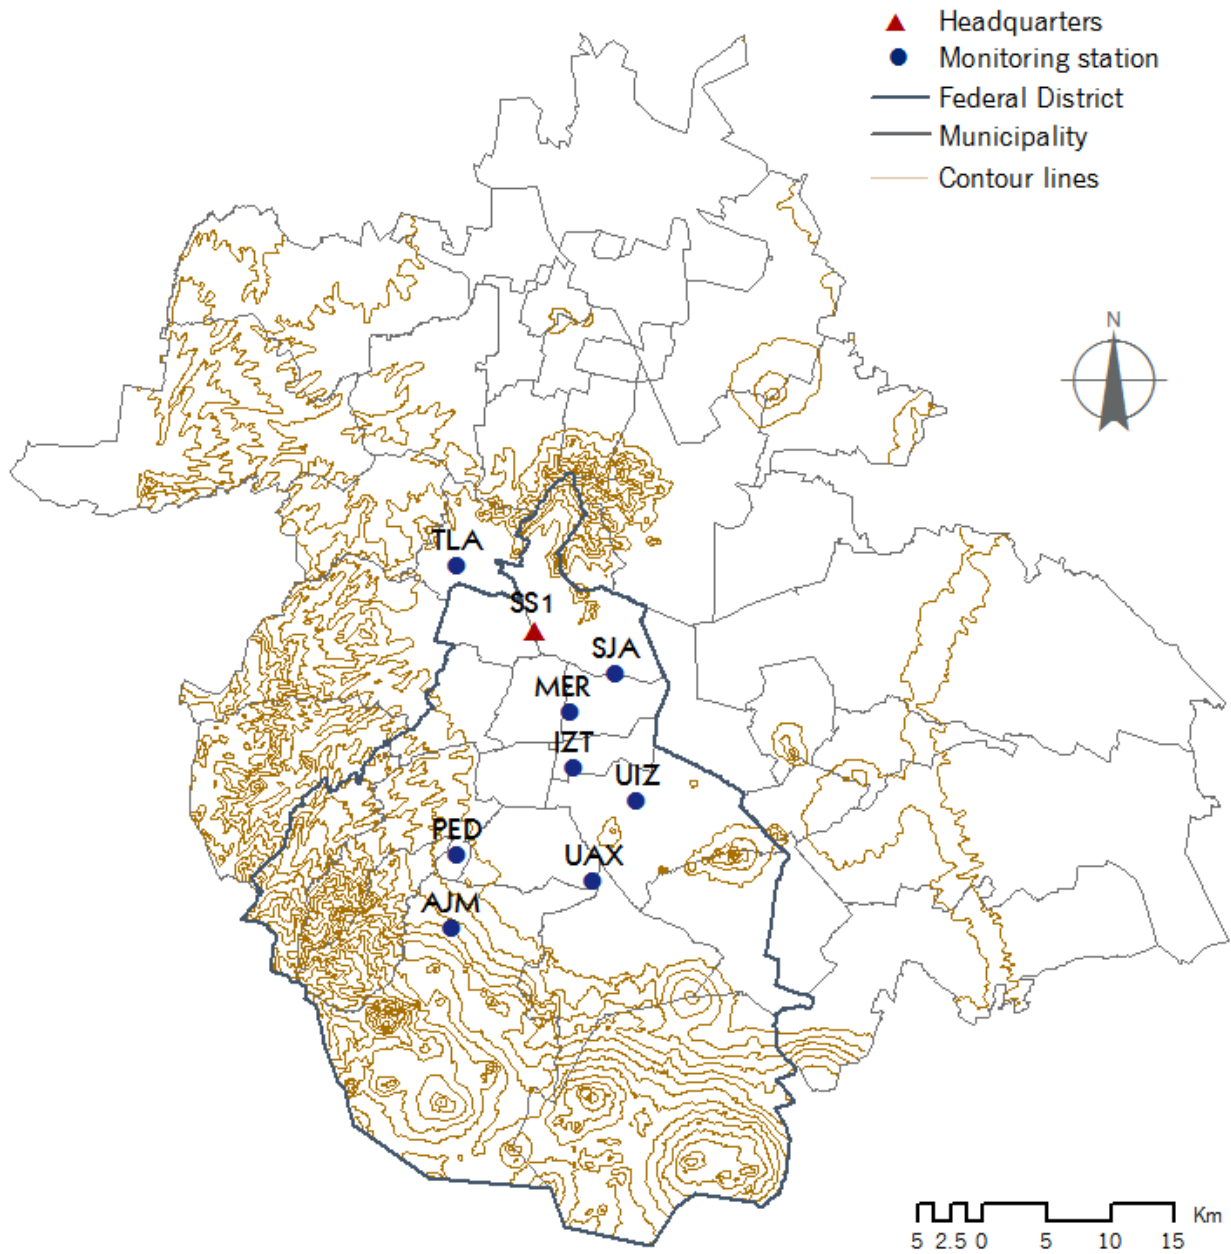 Headquarters
Monitoring station
Federal District
Municipality
Contour lines
N
TLA
SS1
SJA
MER
IZT
UIZ
PED
UAX
AJM
Km
5 2.5 0 5 10 15